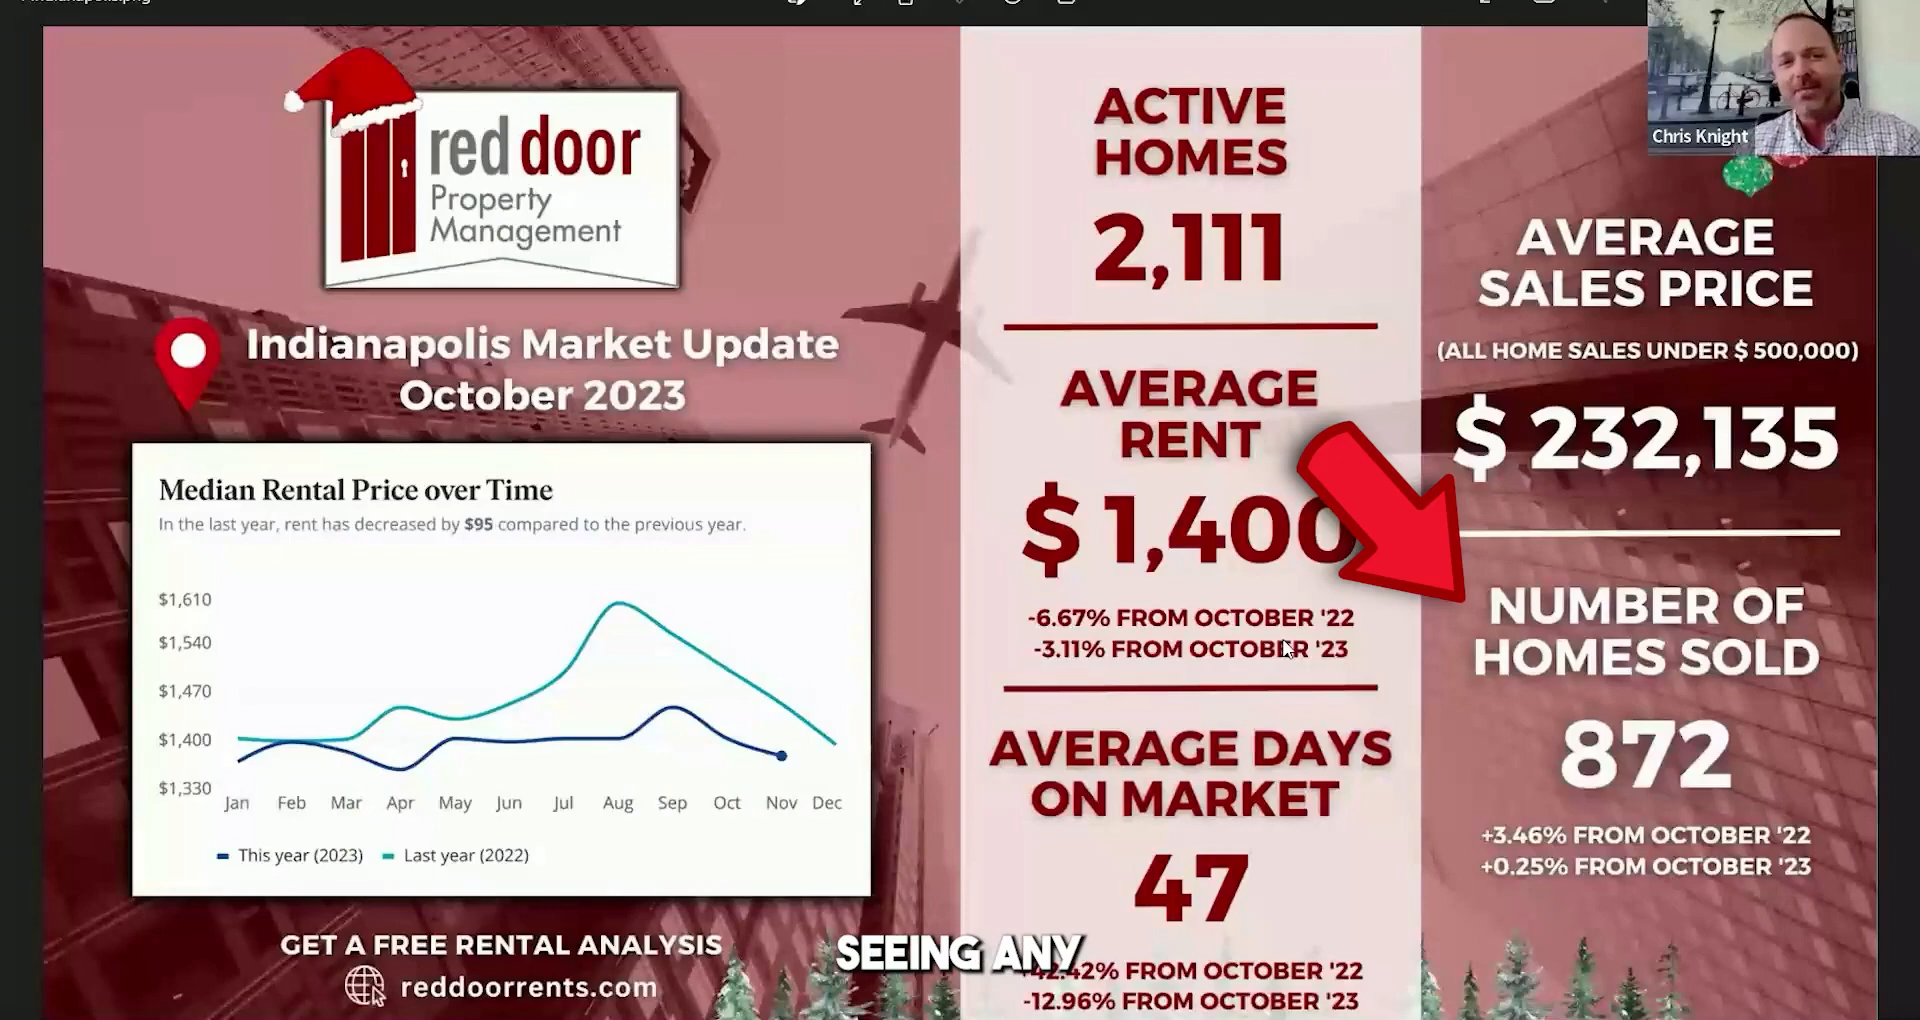 red door
Property
Management
Indianapolis Market Update
October 2023
Median Rental Price over Time
In the last year, rent has decreased by $95 compared to the previous year.
$1,610
$1,540
$1,470
$1,400
$1,330
Jan Feb Mar Apr May Jun Jul Aug Sep Oct Nov Dec
This year (2023) Last year (2022)
GET A FREE RENTAL ANALYSIS
reddoorrents.com
ACTIVE
HOMES
2,111
AVERAGE
RENT
$ 1,400
-6.67% FROM OCTOBER '22
-3.11% FROM OCTOBER '23
AVERAGE DAYS
ON MARKET
47
SEEING ANY
42.42% FROM OCTOBER '22
-12.96% FROM OCTOBER '23
Chris Knight
AVERAGE
SALES PRICE
(ALL HOME SALES UNDER $ 500,000)
$ 232,135
NUMBER OF
HOMES SOLD
872
+3.46% FROM OCTOBER '22
+0.25% FROM OCTOBER '23